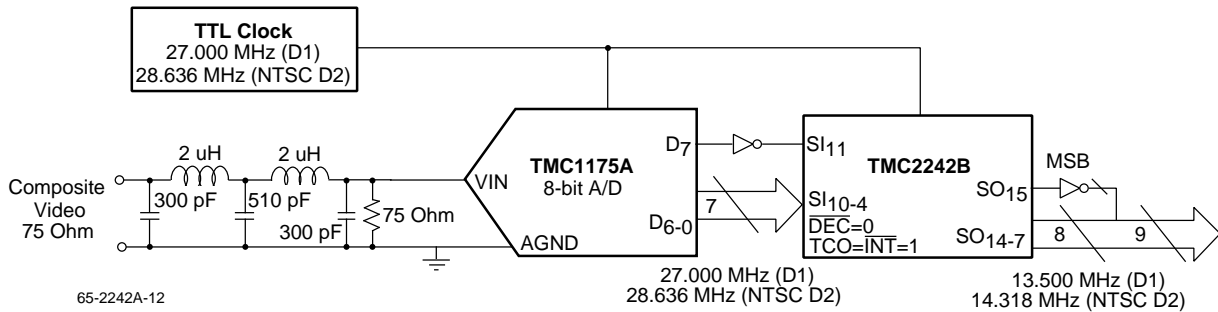 TTL Clock
27.000 MHz (D1)
28.636 MHz (NTSC D2)
2 uH
2 uH
Composite
Video
75 Ohm
300 pF
510 pF
300 pF
75 Ohm
VIN
AGND
TMC1175A
8-bit A/D
D7
D6-0
7
27.000 MHz (D1)
28.636 MHz (NTSC D2)
SI11
TMC2242B
SI10-4
DEC=0
TCO=INT=1
SO15
SO14-7
MSB
8
9
13.500 MHz (D1)
14.318 MHz (NTSC D2)
65-2242A-12